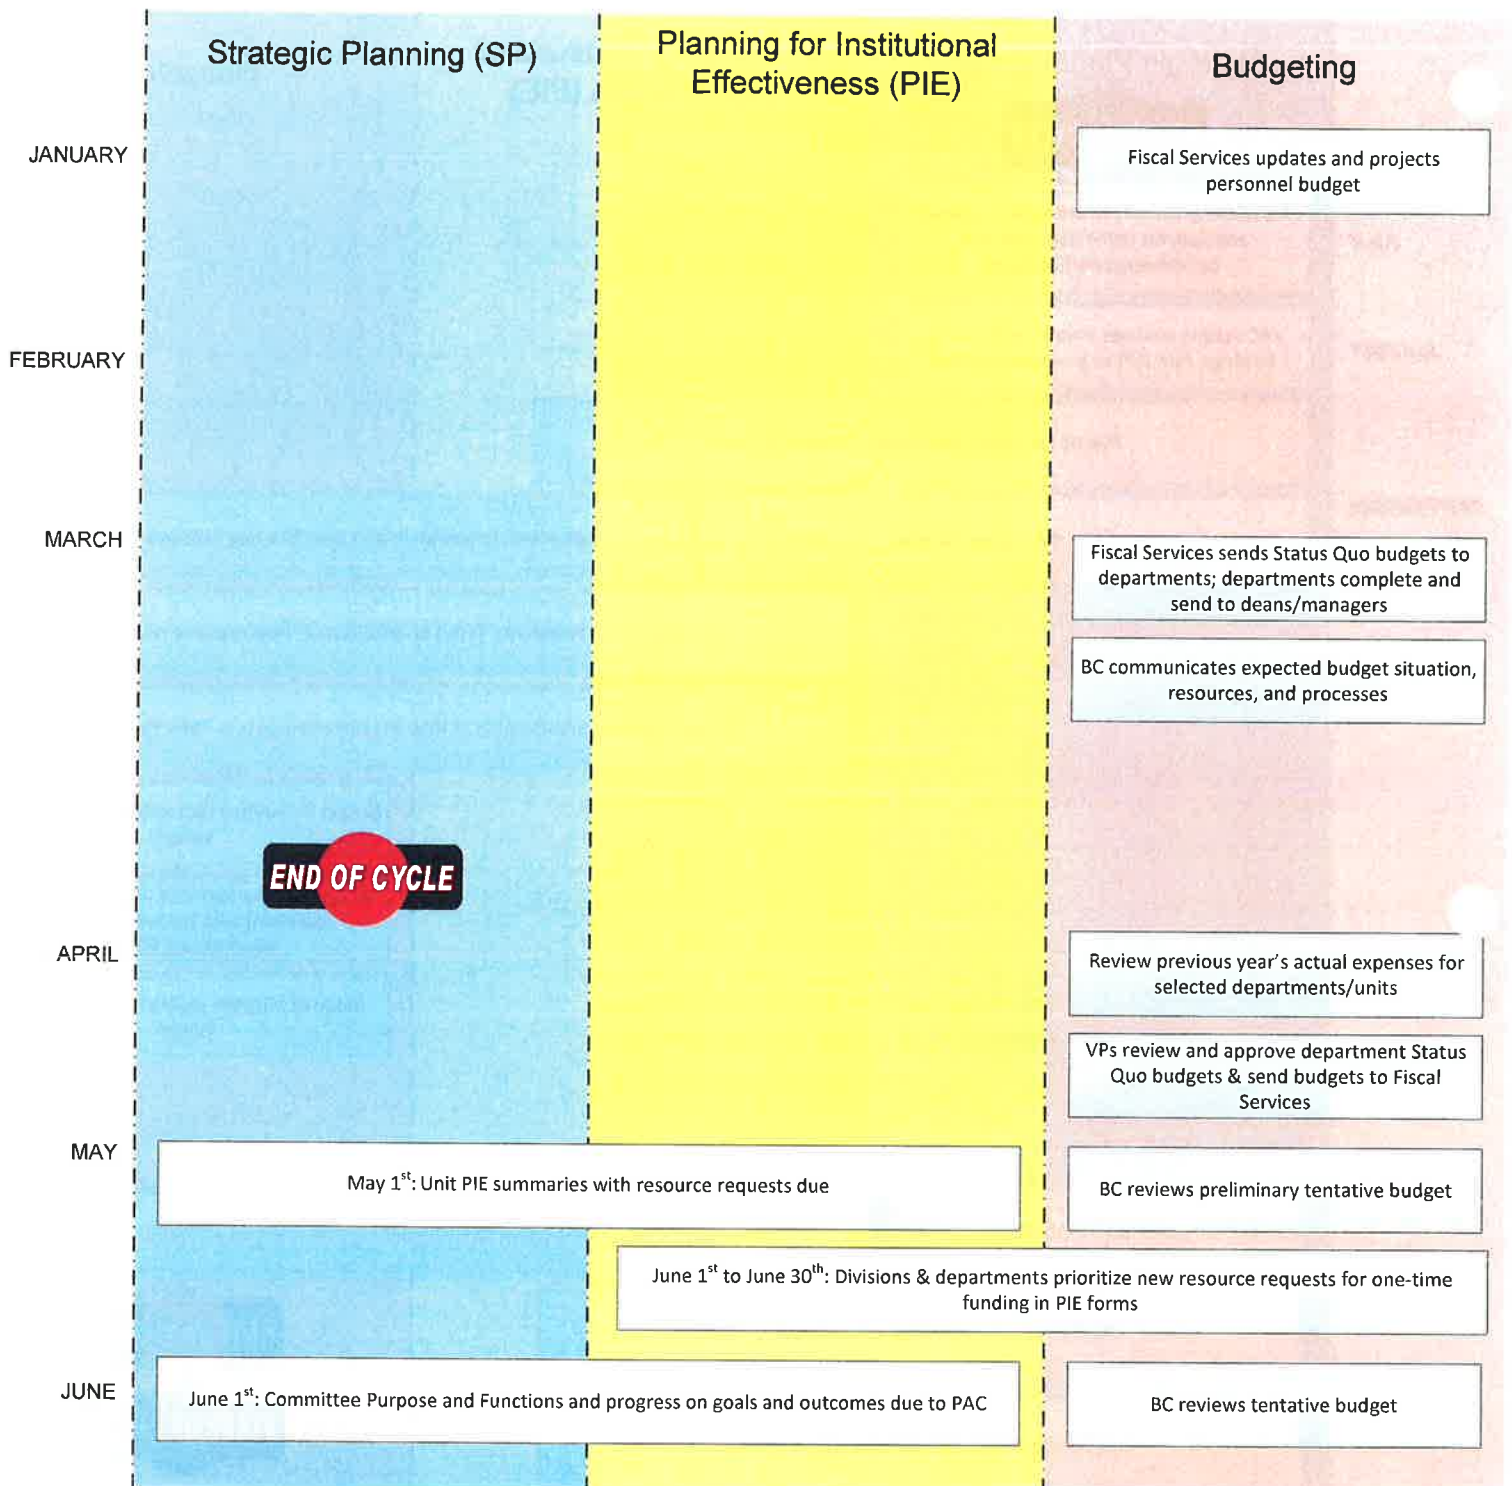 Strategic Planning (SP)
Planning for Institutional
Effectiveness (PIE)
Budgeting
JANUARY
Fiscal Services updates and projects
personnel budget
FEBRUARY
MARCH
Fiscal Services sends Status Quo budgets to
departments; departments complete and
send to deans/managers
BC communicates expected budget situation,
resources, and processes
END OF CYCLE
APRIL
Review previous year's actual expenses for
selected departments/units
VPs review and approve department Status
Quo budgets & send budgets to Fiscal
Services
MAY
May 1st: Unit PIE summaries with resource requests due
BC reviews preliminary tentative budget
June 1st to June 30th: Divisions & departments prioritize new resource requests for one-time
funding in PIE forms
JUNE
June 1st: Committee Purpose and Functions and progress on goals and outcomes due to PAC
BC reviews tentative budget